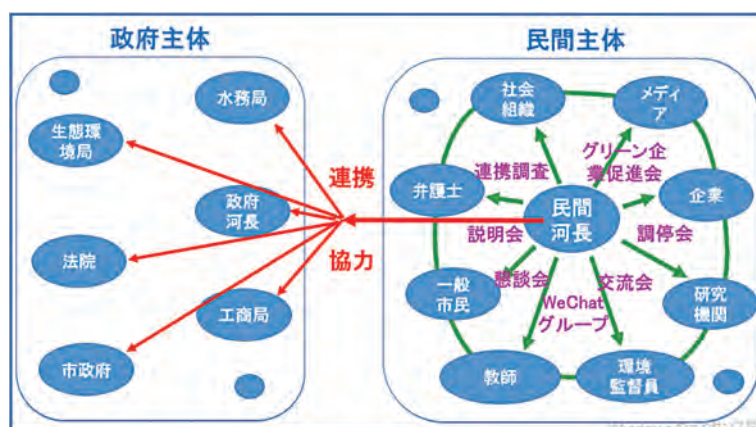 政府主体
水務局
生態環
境局
政府
河長
法院
工商局
市政府
連携
協力
民間主体
社会
組織
メディ
ア
連携調査
グリーン企
業促進会
弁護士
民間
河長
企業
説明会
調停会
懇談会
交流会
一般
市民
WeChat
グループ
研究
機関
教師
環境
監督員